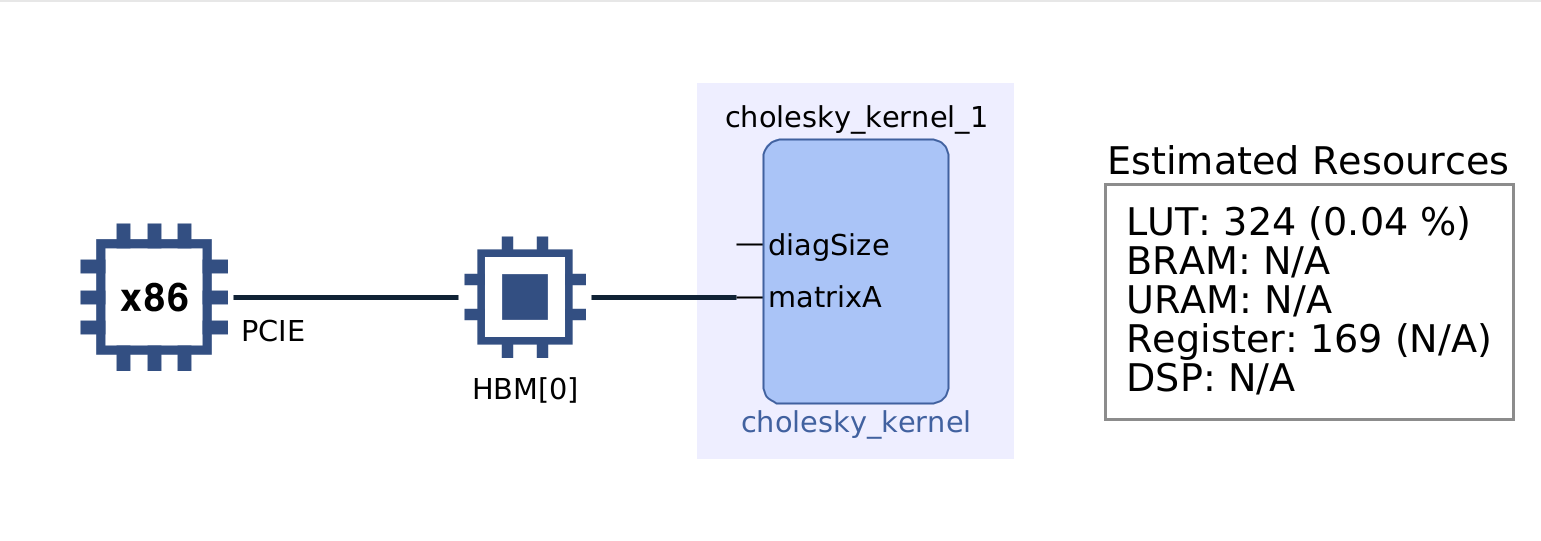 x86
PCIE
HBM[0]
cholesky_kernel_1
diagSize
matrixA
cholesky_kernel
Estimated Resources
LUT: 324 (0.04 %)
BRAM: N/A
URAM: N/A
Register: 169 (N/A)
DSP: N/A